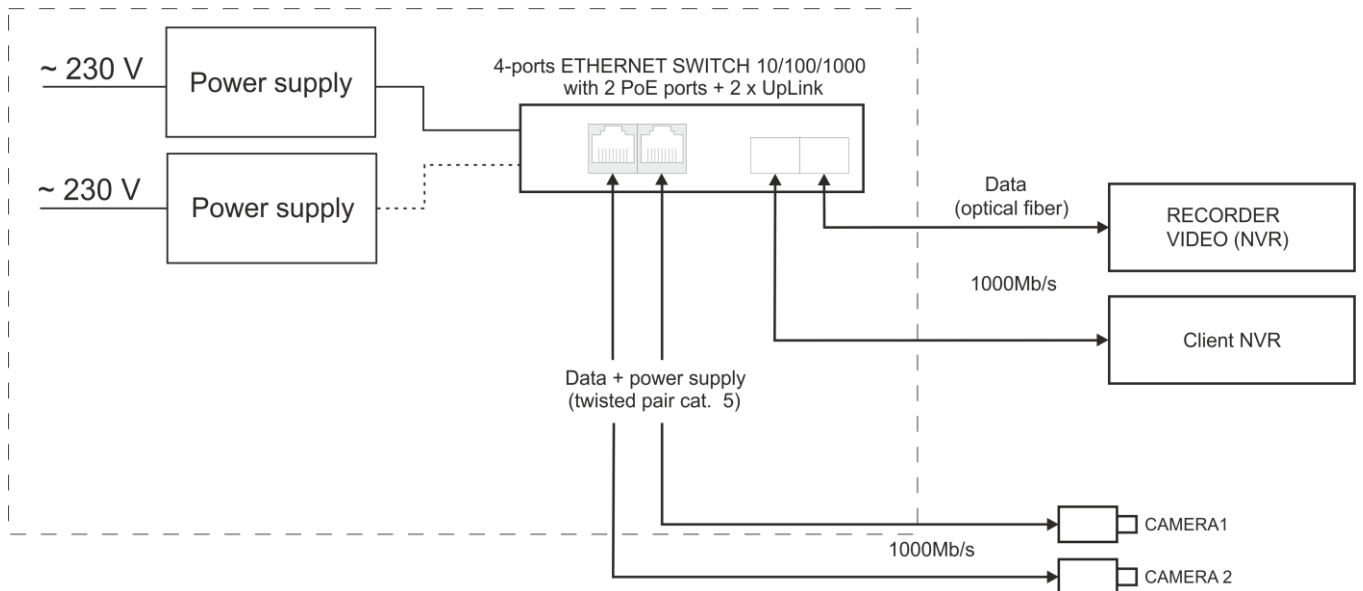 ~ 230 V
Power supply
4-ports ETHERNET SWITCH 10/100/1000
with 2 PoE ports + 2 x UpLink
~ 230 V
Power supply
Data
(optical fiber)
RECORDER
VIDEO (NVR)
1000Mb/s
Client NVR
Data + power supply
(twisted pair cat. 5)
CAMERA1
1000Mb/s
CAMERA 2